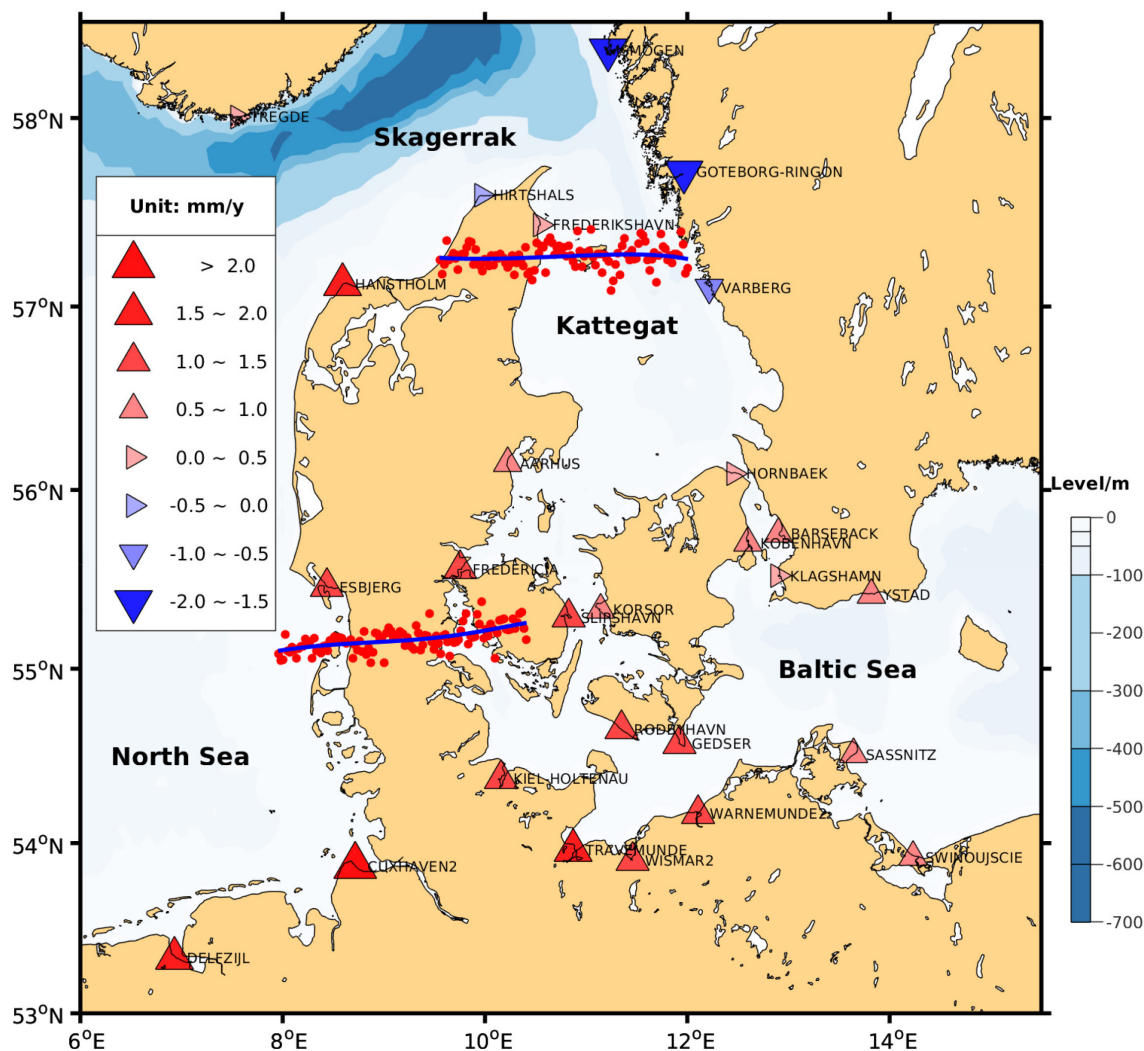 SMOGEN
58°N
TREGDE
Skagerrak
GOTEBORG-RINGON
Unit: mm/y
HIRTSHALS
FREDERIKSHAVN
> 2.0
HANSTHOLM
VARBERG
57°N
1.5 ~ 2.0
Kattegat
1.0 ~ 1.5
0.5 ~ 1.0
0.0 ~ 0.5
AARHUS
HORNBAEK
56°N
Level/m
-0.5 ~ 0.0
0
BARSEBACK
KOBENHAVN
-1.0 ~ -0.5
FREDERICIA
-100
KLAGSHAMN
ESBJERG
YSTAD
-2.0 ~ -1.5
KORSOR
SLIPSHAVN
-200
55°N
Baltic Sea
-300
RODBYHAVN
GEDSER
North Sea
-400
SASSNITZ
KIEL-HOLTENAU
-500
WARNEMUNDE2
54°N
TRAVEMUNDE
WISMAR2
SWINOUJSCIE
-600
CUXHAVEN2
-700
DELFZIJL
53°N
6°E
8°E
10°E
12°E
14°E